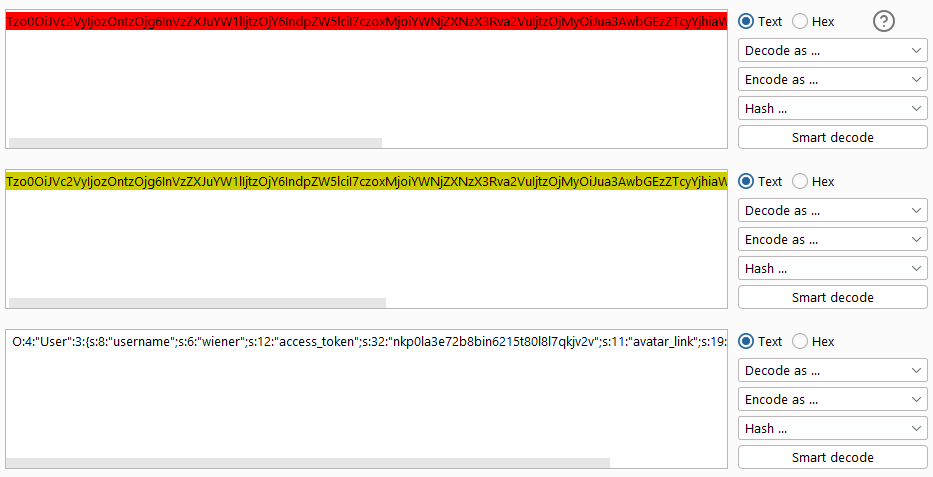 Tzo0OiJVc2VyIjozOntzOjg6InVzZXJuYW1lIjtzOjY6IndpZW5lciI7czoxMjoiYWNjZXNzX3Rva2VuIjtzOjMyOiJua3AwbGEzZTcyYjhiaW
Text Hex ?
Decode as ...
Encode as ...
Hash ...
Smart decode
Tzo0OiJVc2VyIjozOntzOjg6InVzZXJuYW1lIjtzOjY6IndpZW5lciI7czoxMjoiYWNjZXNzX3Rva2VuIjtzOjMyOiJua3AwbGEzZTcyYjhiaW
Text Hex
Decode as ...
Encode as ...
Hash ...
Smart decode
O:4:"User":3:{s:8:"username";s:6:"wiener";s:12:"access_token";s:32:"nkp0la3e72b8bin6215t80l8l7qkjv2v";s:11:"avatar_link";s:19:
Text Hex
Decode as ...
Encode as ...
Hash ...
Smart decode